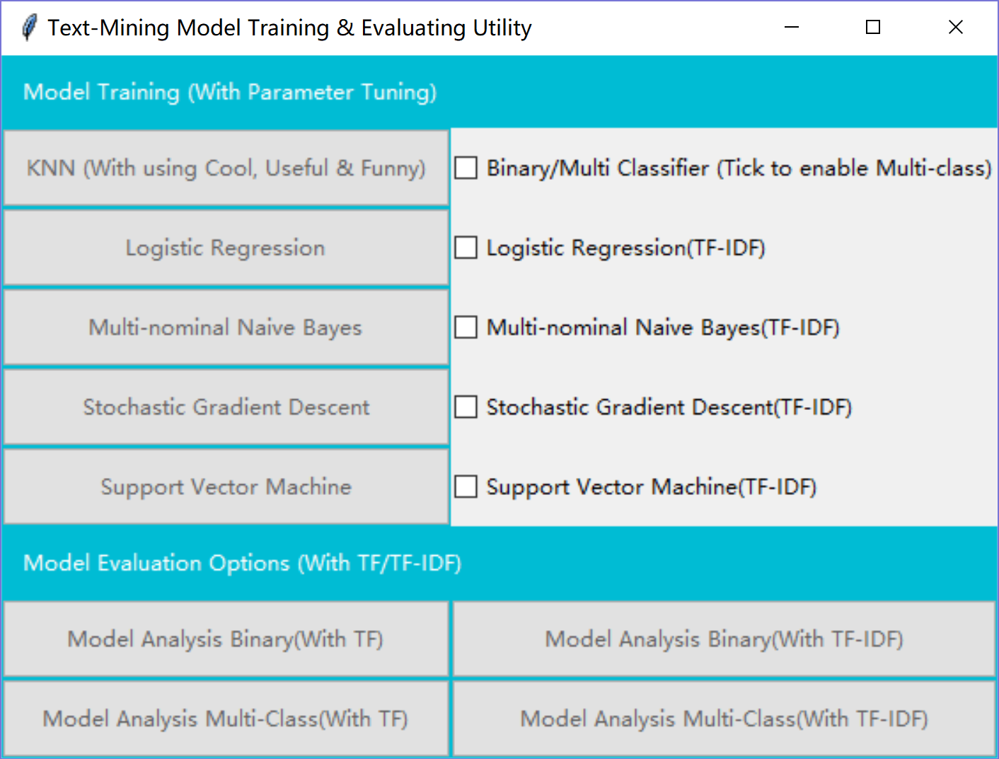 Text-Mining Model Training & Evaluating Utility
Model Training (With Parameter Tuning)
KNN (With using Cool, Useful & Funny)
Binary/Multi Classifier (Tick to enable Multi-class)
Logistic Regression
Logistic Regression(TF-IDF)
Multi-nominal Naive Bayes
Multi-nominal Naive Bayes(TF-IDF)
Stochastic Gradient Descent
Stochastic Gradient Descent(TF-IDF)
Support Vector Machine
Support Vector Machine(TF-IDF)
Model Evaluation Options (With TF/TF-IDF)
Model Analysis Binary(With TF)
Model Analysis Binary(With TF-IDF)
Model Analysis Multi-Class(With TF)
Model Analysis Multi-Class(With TF-IDF)